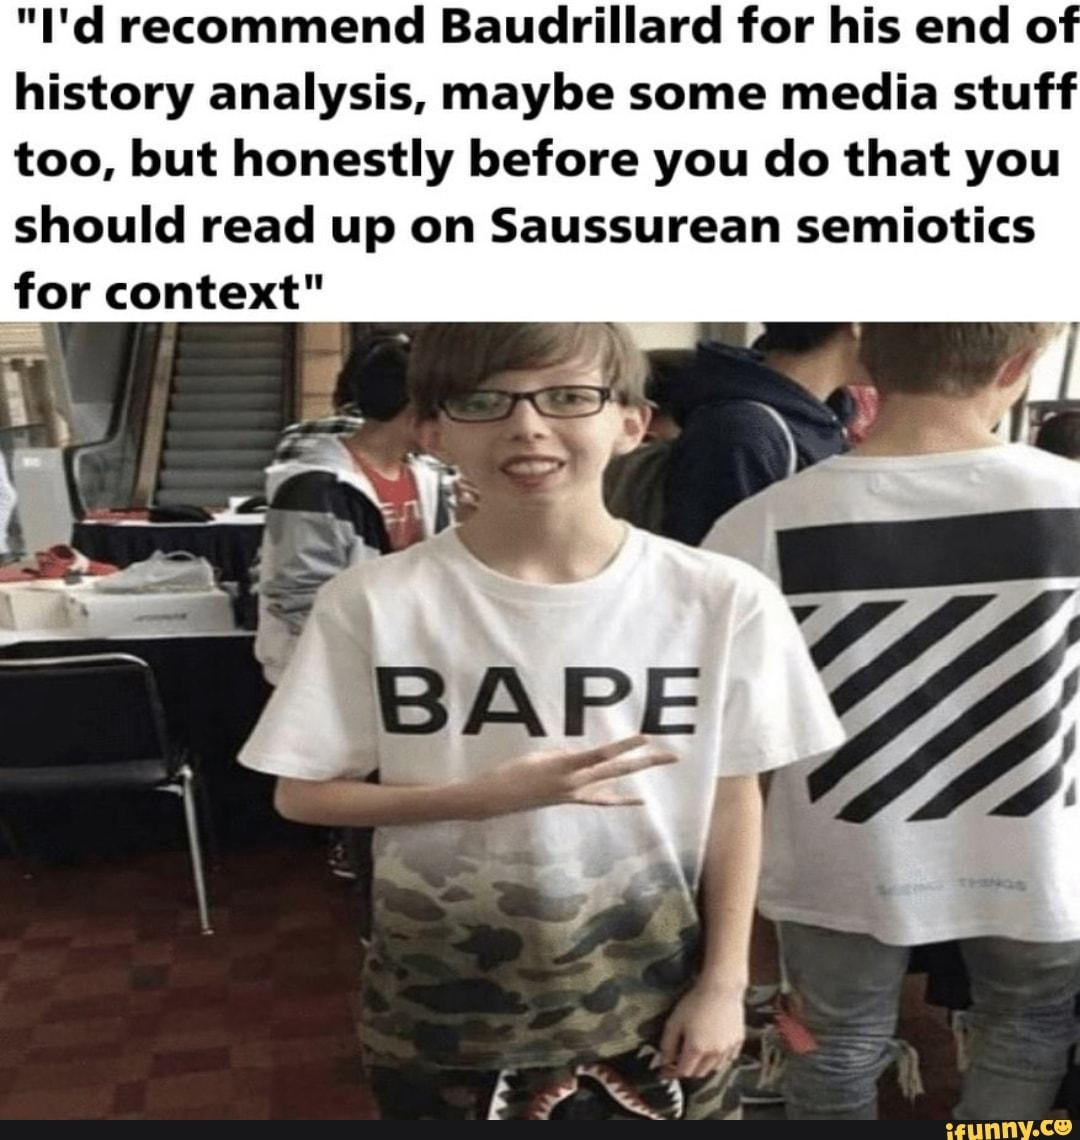 "I'd recommend Baudrillard for his end of
history analysis, maybe some media stuff
too, but honestly before you do that you
should read up on Saussurean semiotics
for context"
BAPE
THINGS
ifunny.co